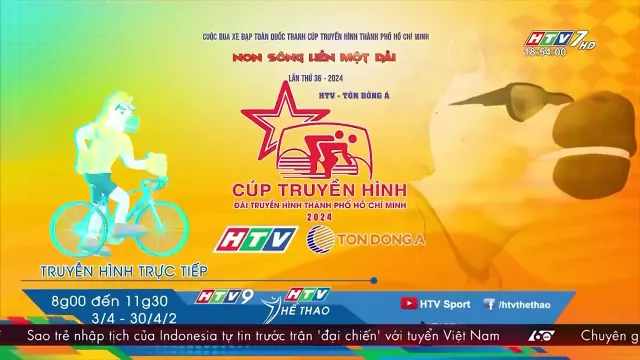 CUỘC ĐUA XE ĐẠP TOÀN QUỐC TRANH CÚP TRUYỀN HÌNH THÀNH PHỐ HỒ CHÍ MINH
HTV7 HD
18:54:00
NON SÔNG LIỀN MỘT DẢI
LẦN THỨ 36 - 2024
HTV - TÔN ĐÔNG Á
CÚP TRUYỀN HÌNH
ĐÀI TRUYỀN HÌNH THÀNH PHỐ HỒ CHÍ MINH
2024
HTV TON DONG A
TRUYỀN HÌNH TRỰC TIẾP
8g00 đến 11g30
3/4 - 30/4/2
HTV9
HTV THỂ THAO
HTV Sport
/htvthethao
Sao trẻ nhập tịch của Indonesia tự tin trước trận 'đại chiến' với tuyển Việt Nam
60s
Chuyên g